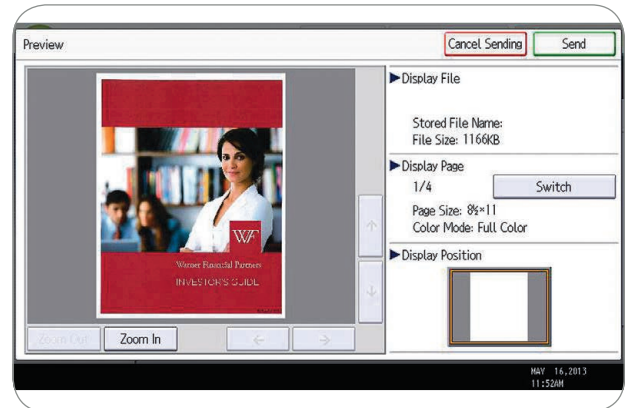 Preview
Cancel Sending
Send
▶Display File
Stored File Name:
File Size: 1166KB
▶Display Page
1/4
Switch
Page Size: 8½×11
Color Mode: Full Color
▶Display Position
WF
Warner Financial Partners
INVESTOR'S GUIDE
Zoom Out
Zoom In
MAY 16,2013
11:52AM